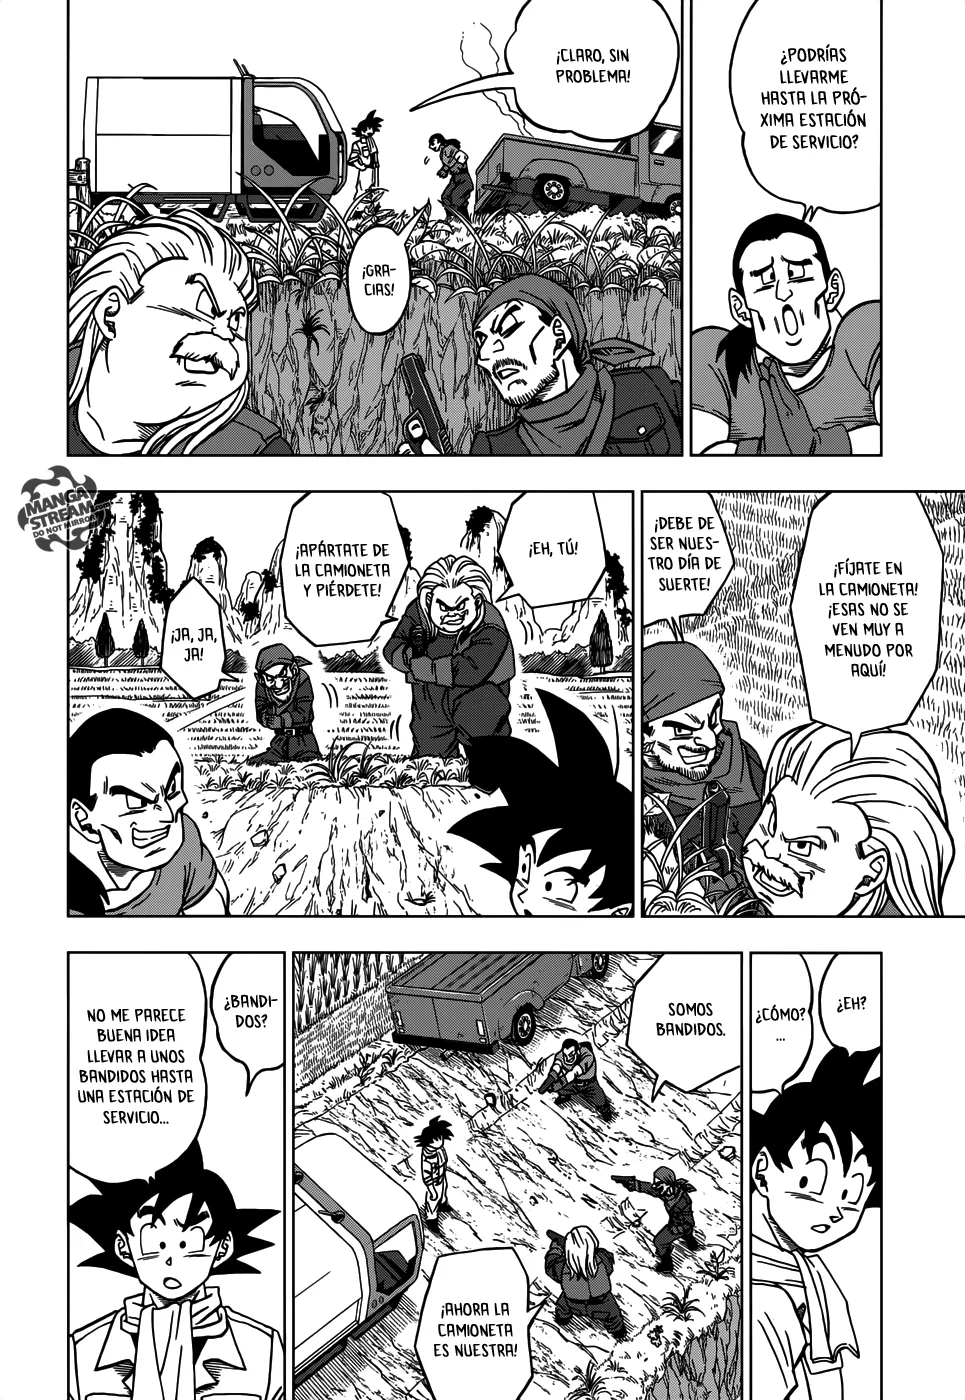 ¿PODRÍAS
LLEVARME
HASTA LA PRÓ-
XIMA ESTACIÓN
DE SERVICIO?
¡CLARO, SIN
PROBLEMA!
¡GRA-
CIAS!
¡FÍJATE EN
LA CAMIONETA!
¡ESAS NO SE
VEN MUY A
MENUDO POR
AQUÍ!
¡DEBE DE
SER NUES-
TRO DÍA DE
SUERTE!
¡EH, TÚ!
¡APÁRTATE DE
LA CAMIONETA
Y PIÉRDETE!
¡JA, JA,
JA!
MANGA
STREAM
DO NOT MIRROR
¿EH?
¿CÓMO?
...
SOMOS
BANDIDOS.
¡AHORA LA
CAMIONETA
ES NUESTRA!
¿BANDI-
DOS?
NO ME PARECE
BUENA IDEA
LLEVAR A UNOS
BANDIDOS HASTA
UNA ESTACIÓN DE
SERVICIO...